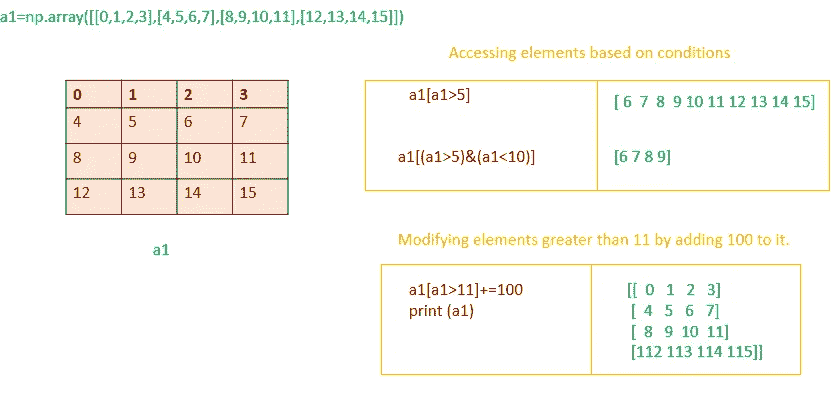 a1=np.array([[0,1,2,3],[4,5,6,7],[8,9,10,11],[12,13,14,15]])
0 1 2 3
4 5 6 7
8 9 10 11
12 13 14 15
a1
Accessing elements based on conditions
a1[a1>5] [ 6 7 8 9 10 11 12 13 14 15]
a1[(a1>5)&(a1<10)] [6 7 8 9]
Modifying elements greater than 11 by adding 100 to it.
a1[a1>11]+=100 [[ 0 1 2 3]
print (a1) [ 4 5 6 7]
[ 8 9 10 11]
[112 113 114 115]]